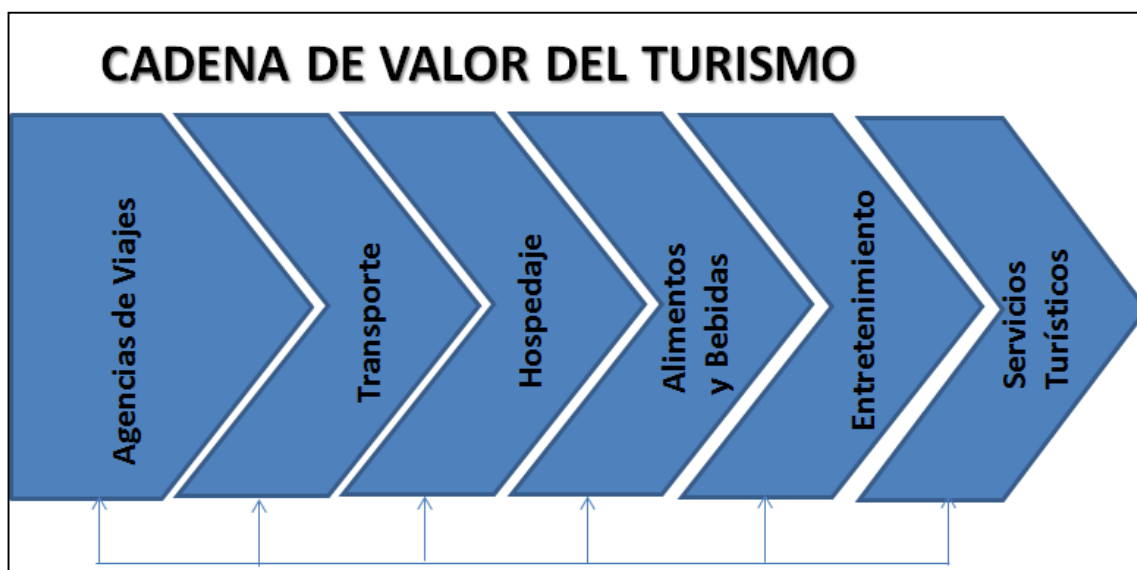 CADENA DE VALOR DEL TURISMO
Agencias de Viajes
Transporte
Hospedaje
Alimentos
y Bebidas
Entretenimiento
Servicios
Turísticos